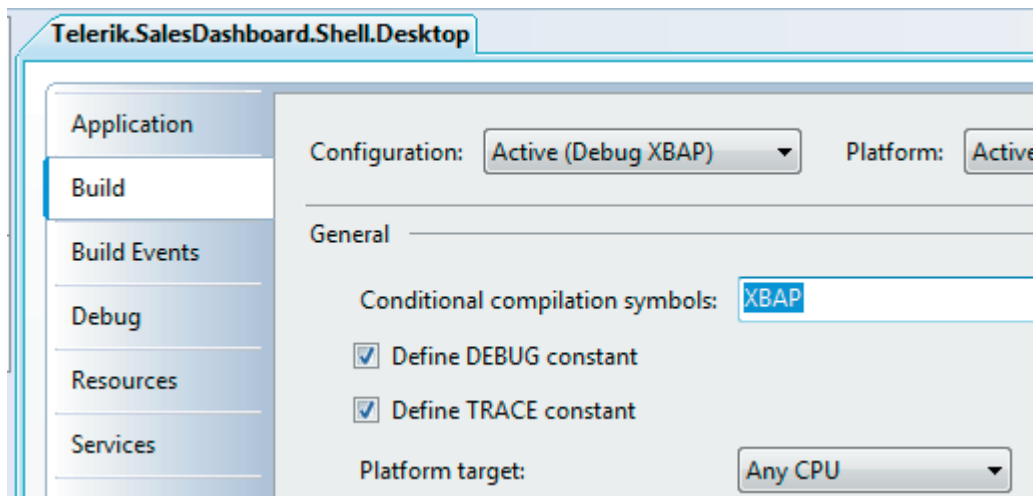 Telerik.SalesDashboard.Shell.Desktop
Application
Build
Build Events
Debug
Resources
Services
Configuration: Active (Debug XBAP) Platform: Active
General
Conditional compilation symbols: XBAP
Define DEBUG constant
Define TRACE constant
Platform target: Any CPU